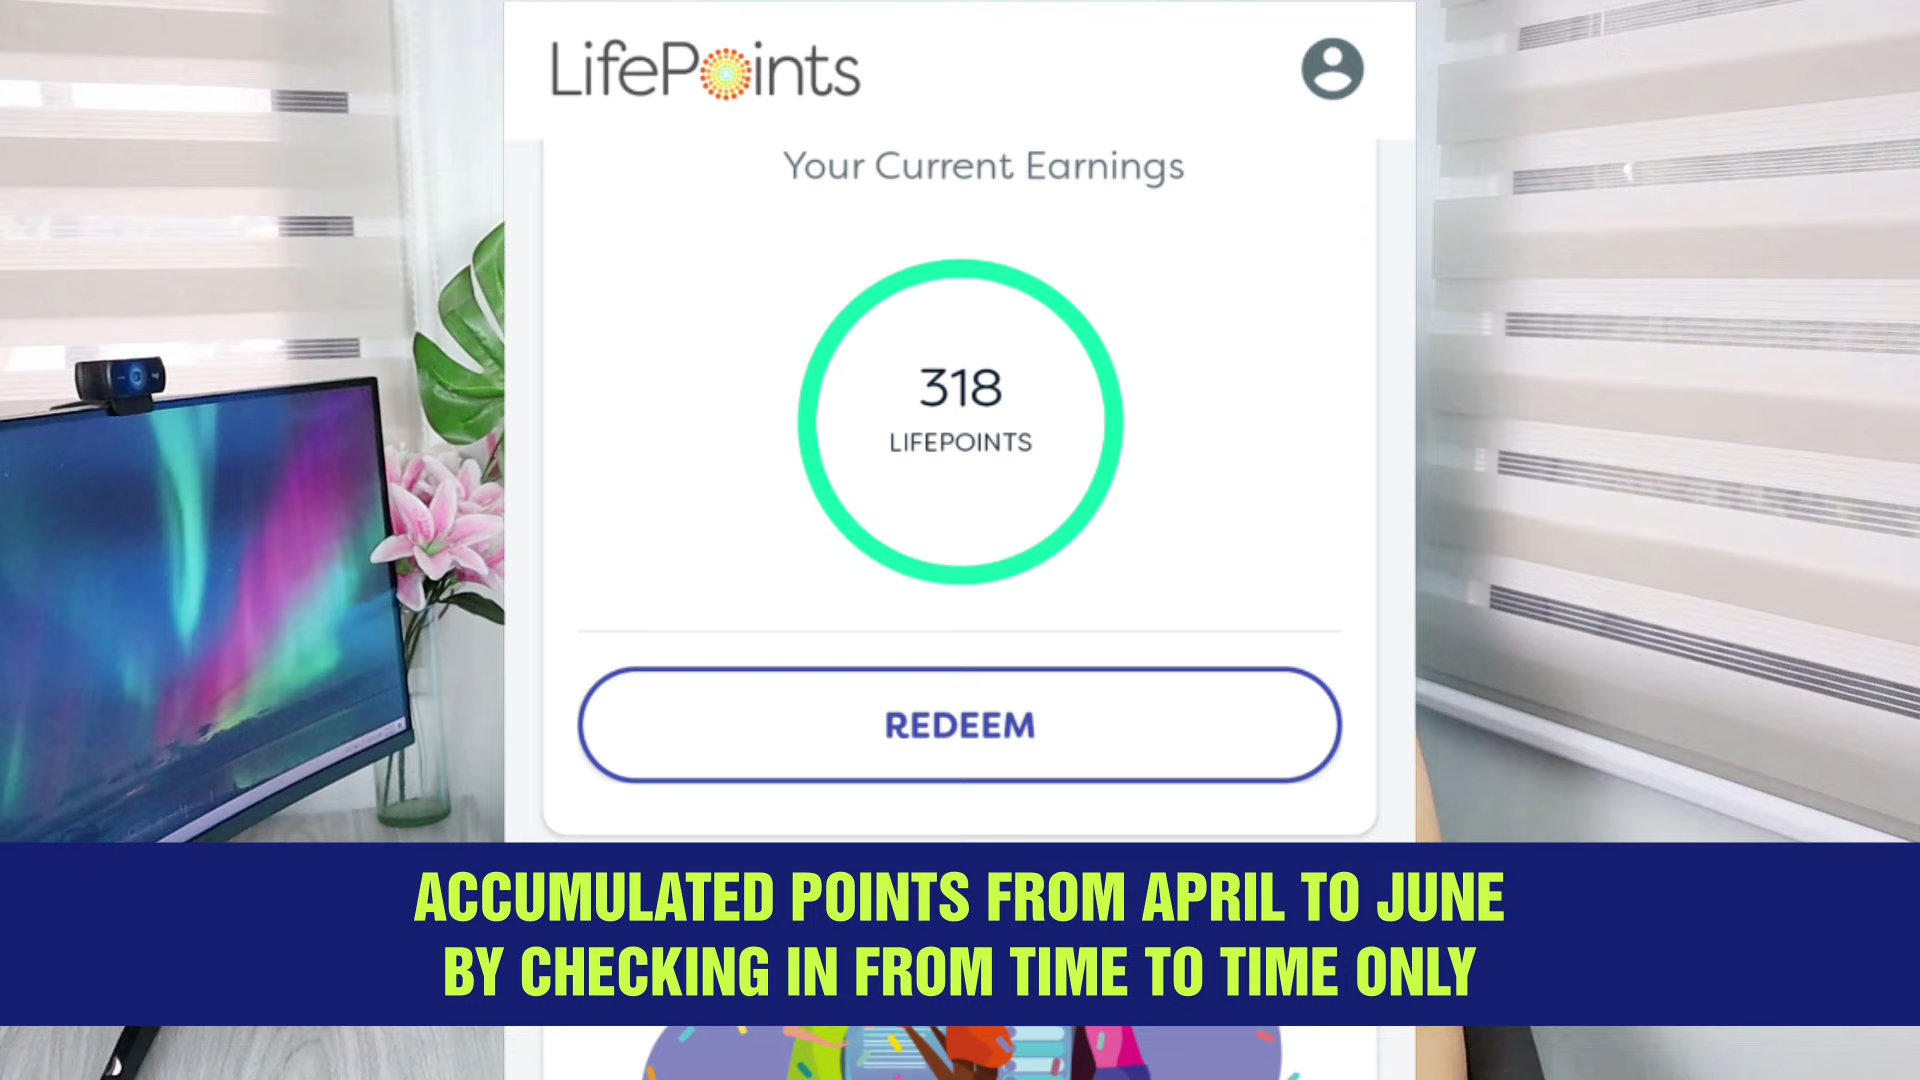 LifePoints
Your Current Earnings
318
LIFEPOINTS
REDEEM
ACCUMULATED POINTS FROM APRIL TO JUNE
BY CHECKING IN FROM TIME TO TIME ONLY